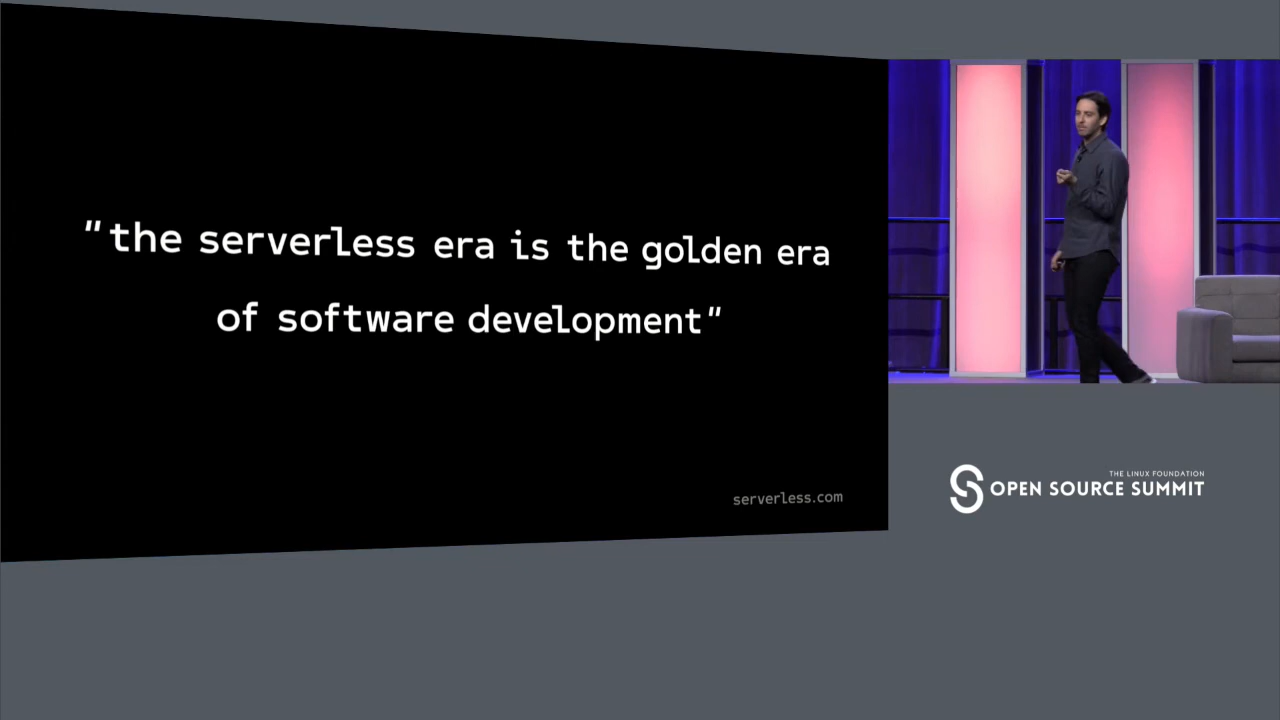 "the serverless era is the golden era
of software development"
serverless.com
THE LINUX FOUNDATION
OPEN SOURCE SUMMIT